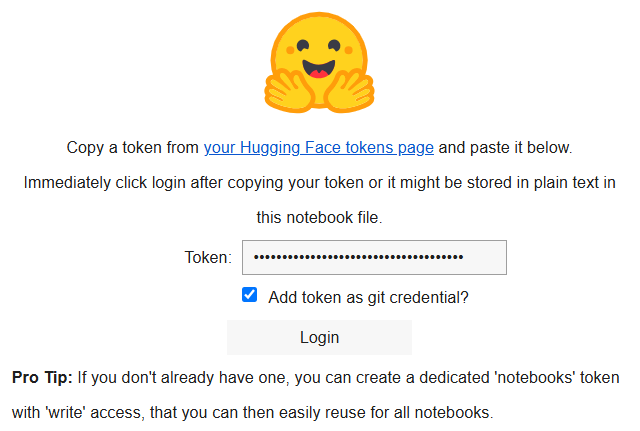 Copy a token from your Hugging Face tokens page and paste it below.
Immediately click login after copying your token or it might be stored in plain text in
this notebook file.
Token: •••••••••••••••••••••••••••••••••••••
Add token as git credential?
Login
Pro Tip: If you don't already have one, you can create a dedicated 'notebooks' token
with 'write' access, that you can then easily reuse for all notebooks.